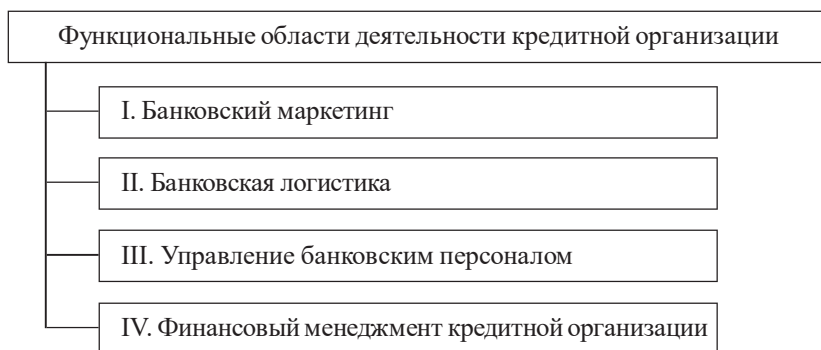 Функциональные области деятельности кредитной организации
I. Банковский маркетинг
II. Банковская логистика
III. Управление банковским персоналом
IV. Финансовый менеджмент кредитной организации